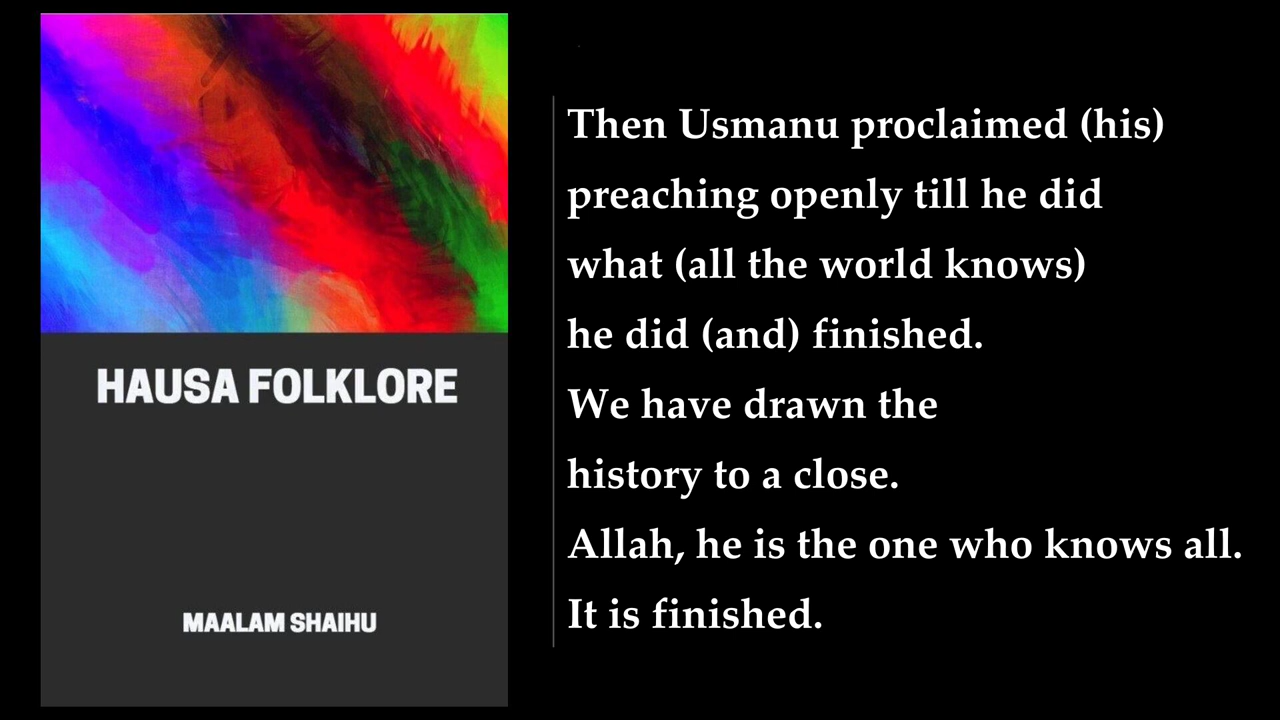 HAUSA FOLKLORE
MAALAM SHAIHU
Then Usmanu proclaimed (his)
preaching openly till he did
what (all the world knows)
he did (and) finished.
We have drawn the
history to a close.
Allah, he is the one who knows all.
It is finished.